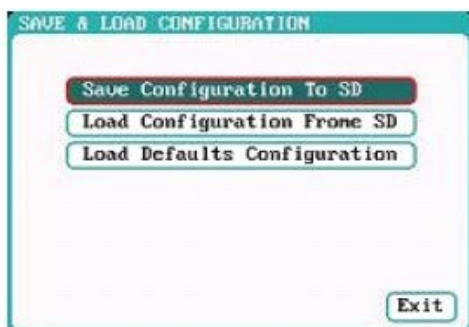 SAVE & LOAD CONFIGURATION
Save Configuration To SD
Load Configuration Frome SD
Load Defaults Configuration
Exit